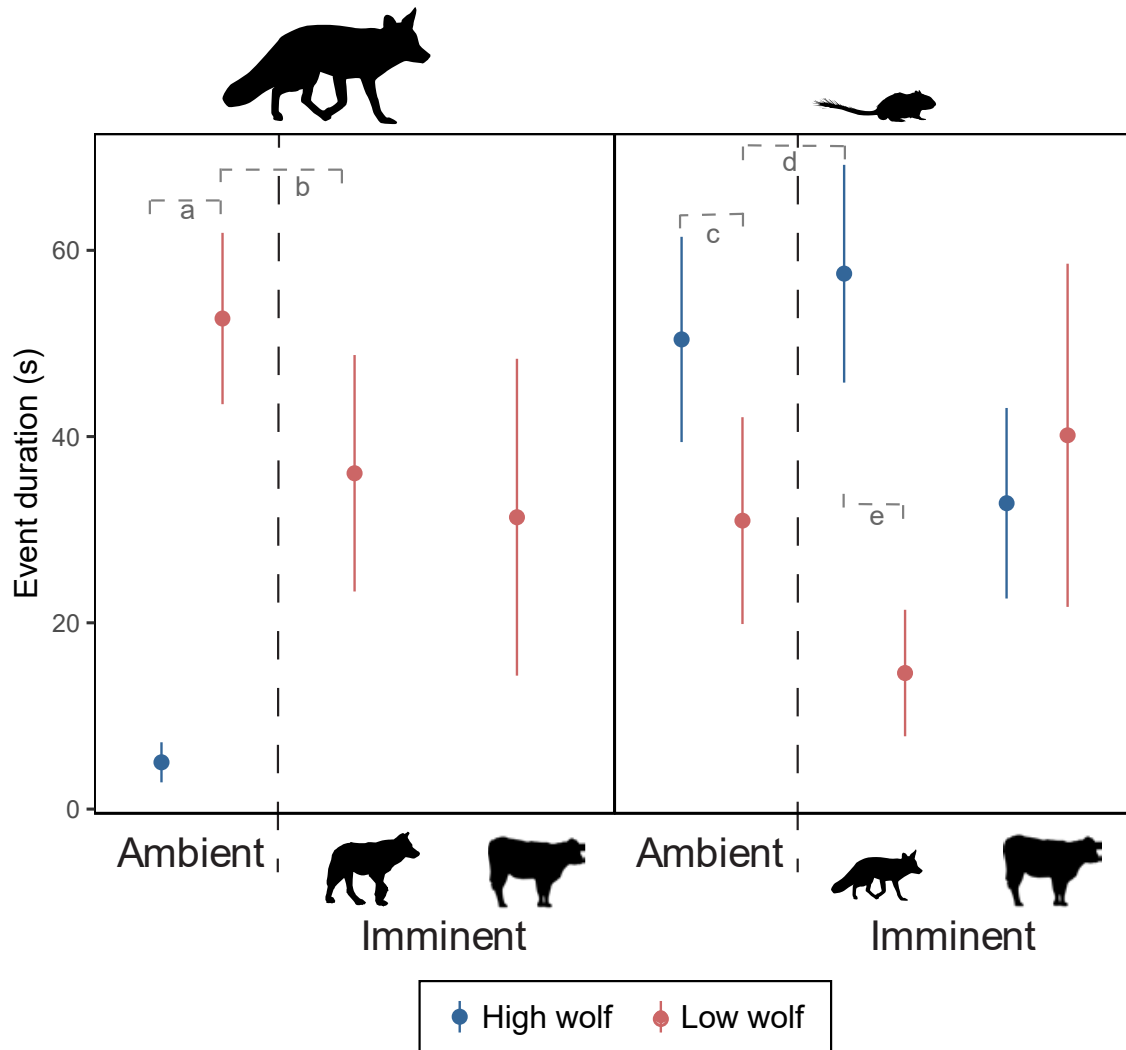 d
b
a
c
60
40
e
20
0
Event duration (s)
Ambient
Ambient
Imminent
Imminent
High wolf
Low wolf